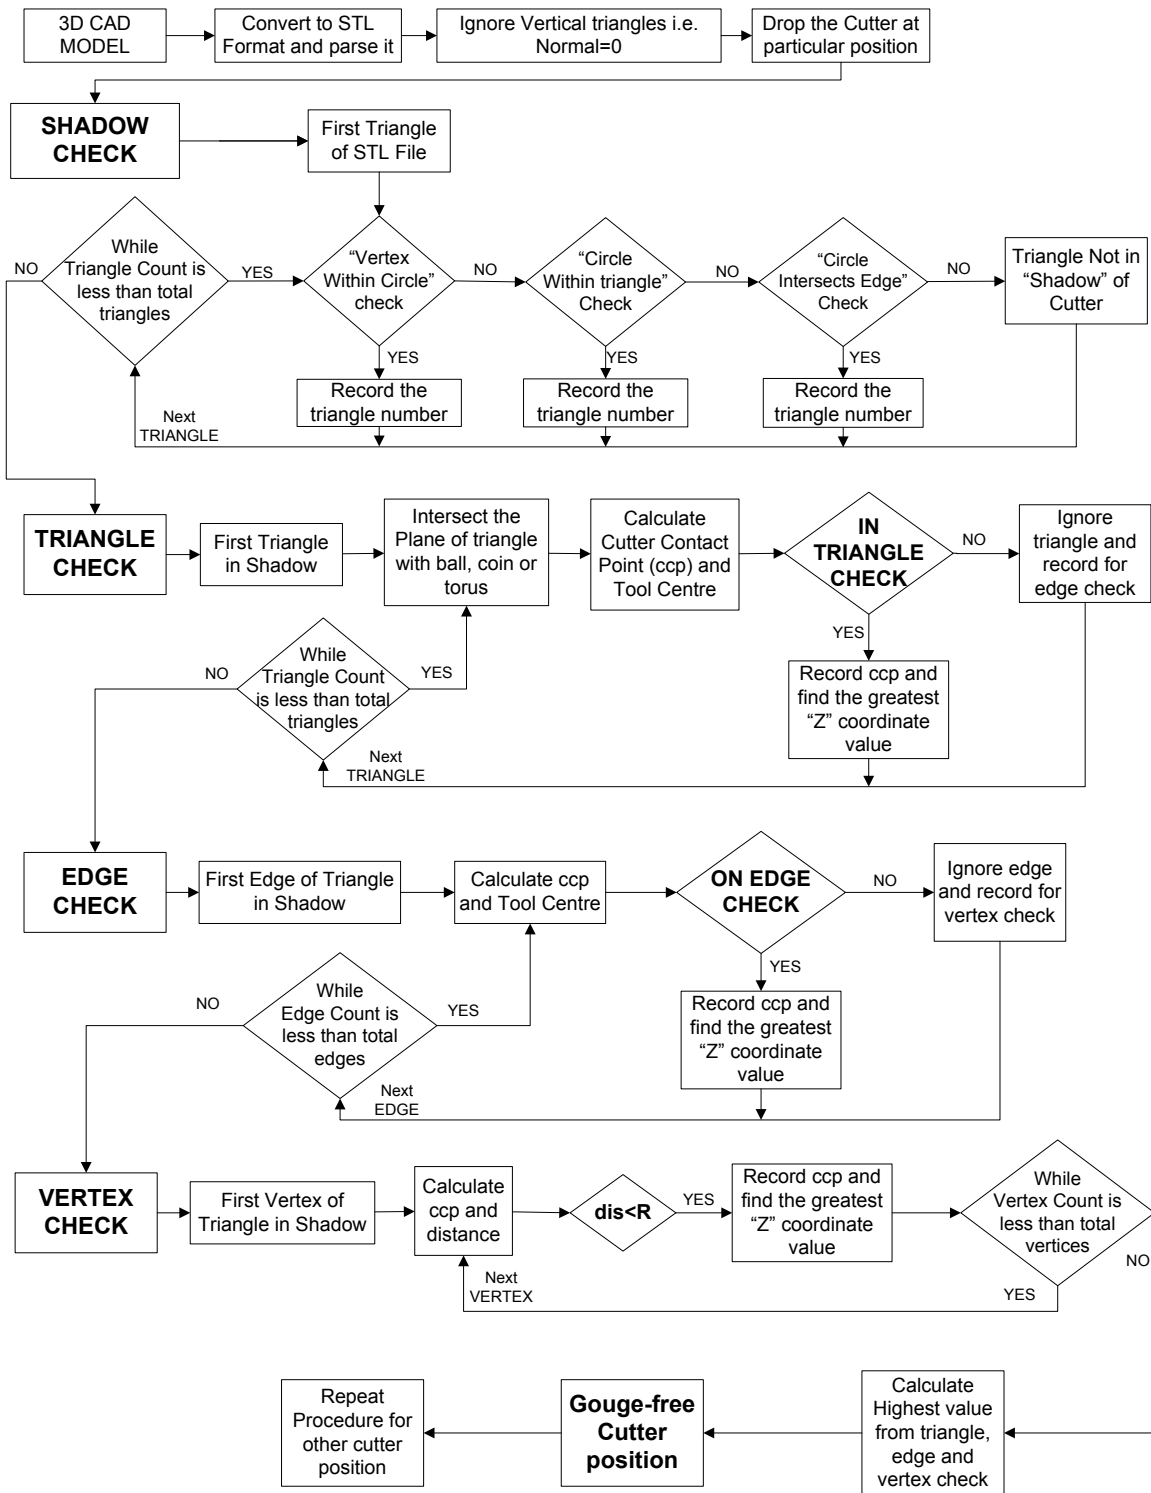 3D CAD
MODEL
Convert to STL
Format and parse it
Ignore Vertical triangles i.e.
Normal=0
Drop the Cutter at
particular position
SHADOW
CHECK
First Triangle
of STL File
While
Triangle Count is
less than total
triangles
NO
YES
“Vertex
Within Circle”
check
NO
YES
“Circle
Within triangle”
Check
NO
YES
“Circle
Intersects Edge”
Check
NO
YES
Triangle Not in
“Shadow” of
Cutter
Record the
triangle number
Record the
triangle number
Record the
triangle number
Next
TRIANGLE
TRIANGLE
CHECK
First Triangle
in Shadow
Intersect the
Plane of triangle
with ball, coin or
torus
Calculate
Cutter Contact
Point (ccp) and
Tool Centre
IN
TRIANGLE
CHECK
NO
YES
Ignore
triangle and
record for
edge check
Record ccp and
find the greatest
“Z” coordinate
value
While
Triangle Count
is less than total
triangles
NO
YES
Next
TRIANGLE
EDGE
CHECK
First Edge of Triangle
in Shadow
Calculate ccp
and Tool Centre
ON EDGE
CHECK
NO
YES
Ignore edge
and record for
vertex check
Record ccp and
find the greatest
“Z” coordinate
value
While
Edge Count is
less than total
edges
NO
YES
Next
EDGE
VERTEX
CHECK
First Vertex of
Triangle in Shadow
Calculate
ccp and
distance
dis<R
YES
Record ccp and
find the greatest
“Z” coordinate
value
While
Vertex Count is
less than total
vertices
NO
YES
Next
VERTEX
Repeat
Procedure for
other cutter
position
Gouge-free
Cutter
position
Calculate
Highest value
from triangle,
edge and
vertex check